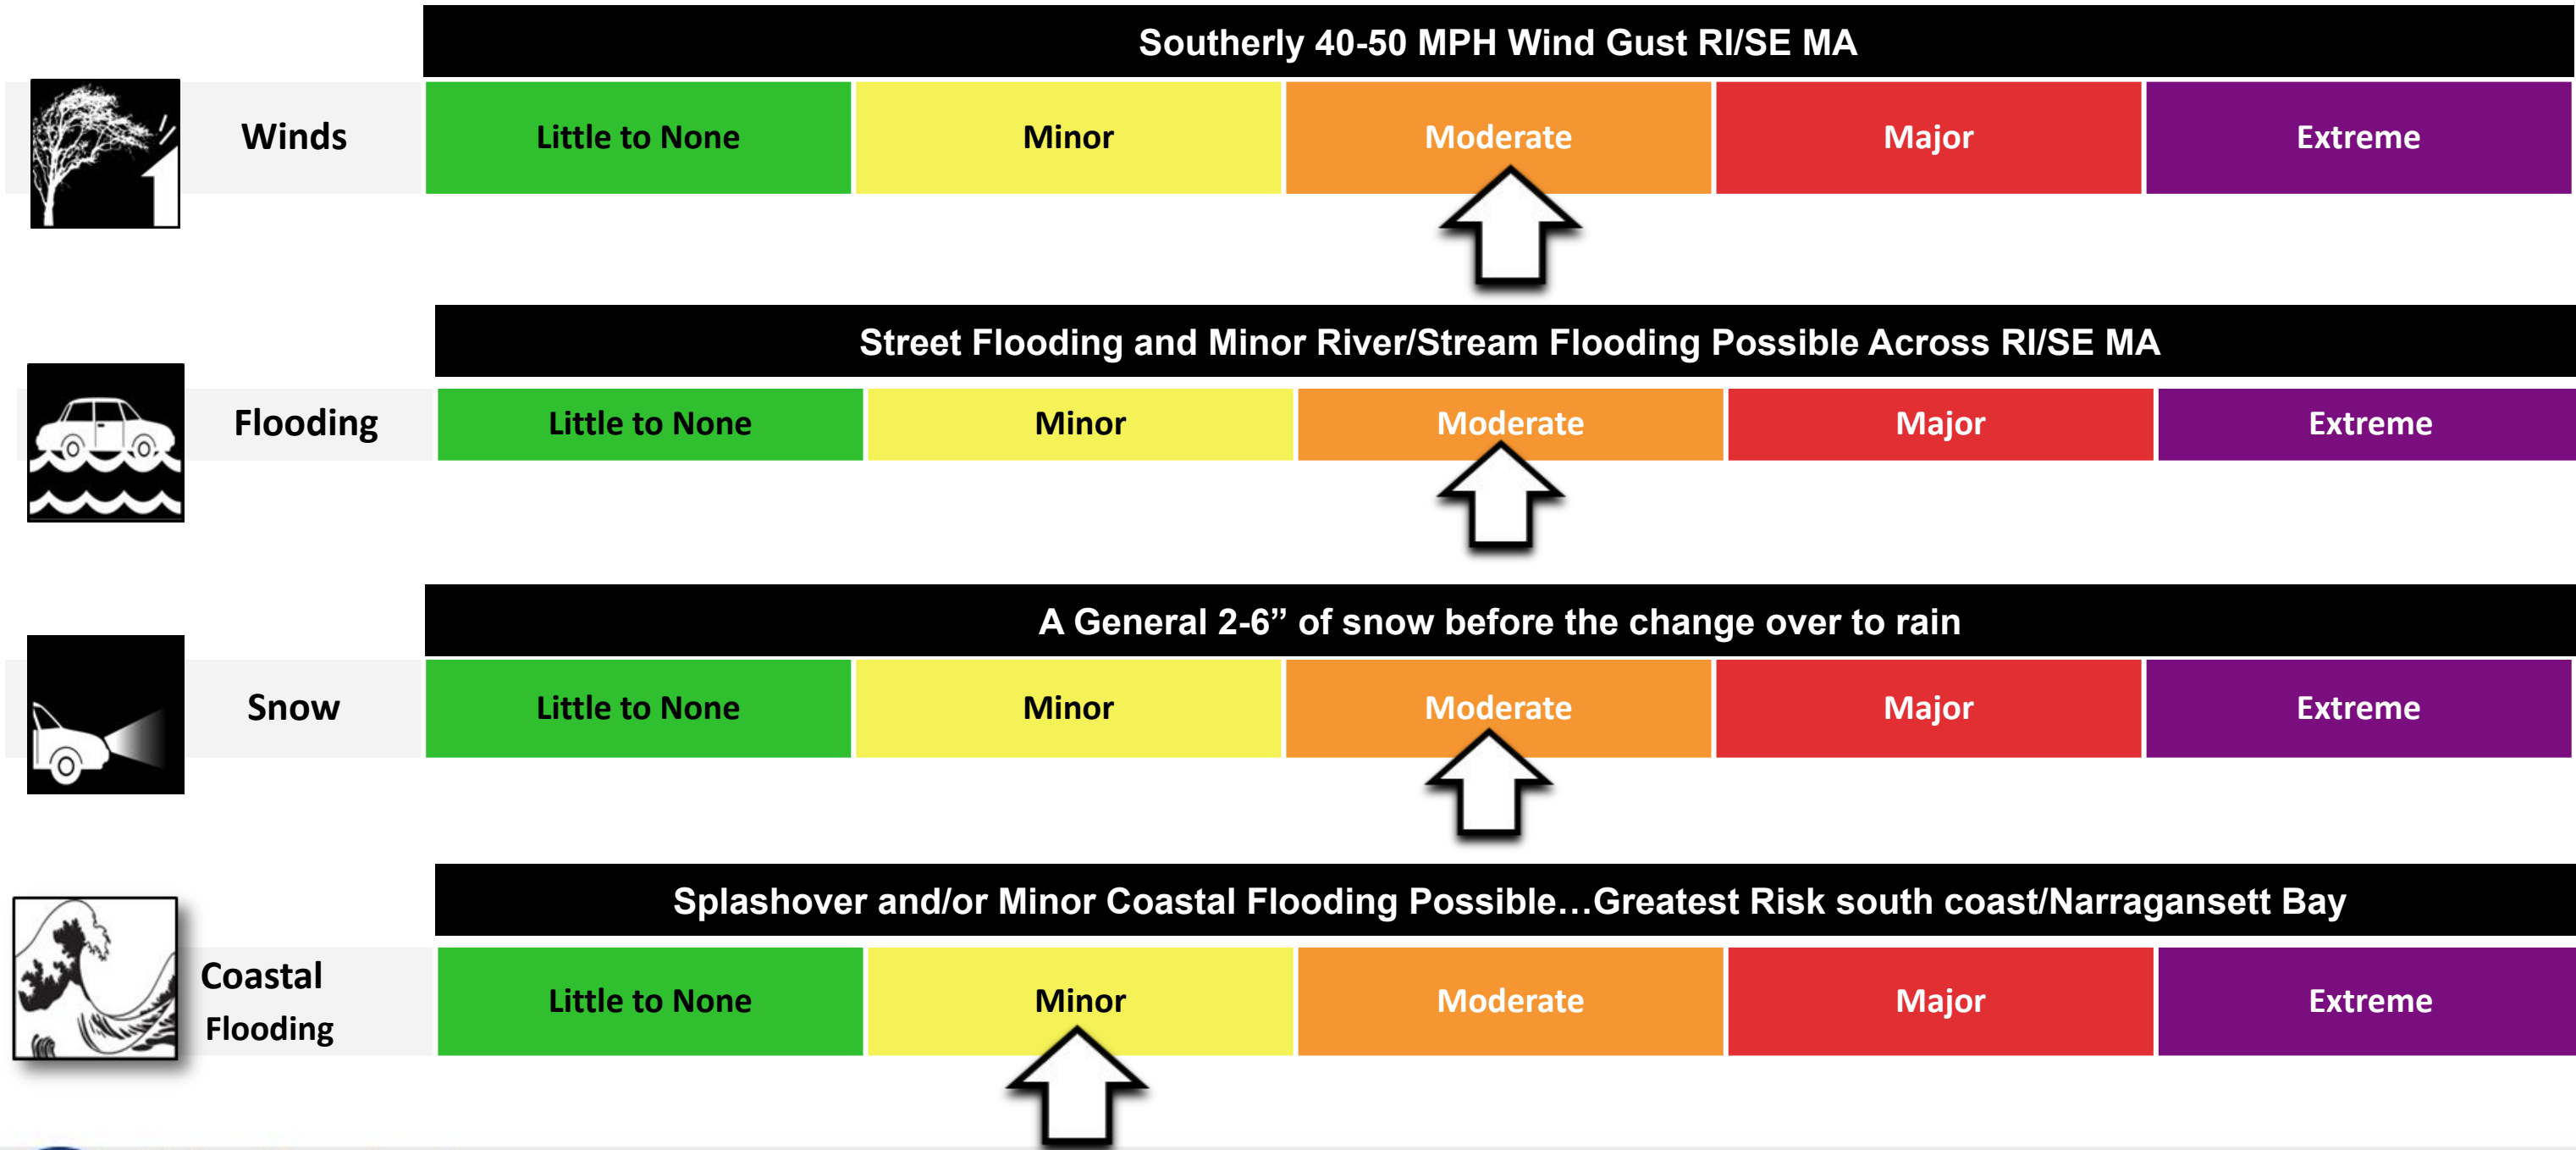 Southerly 40-50 MPH Wind Gust RI/SE MA
Winds
Little to None
Minor
Moderate
Major
Extreme
Street Flooding and Minor River/Stream Flooding Possible Across RI/SE MA
Flooding
Little to None
Minor
Moderate
Major
Extreme
A General 2-6” of snow before the change over to rain
Snow
Little to None
Minor
Moderate
Major
Extreme
Splashover and/or Minor Coastal Flooding Possible…Greatest Risk south coast/Narragansett Bay
Coastal
Flooding
Little to None
Minor
Moderate
Major
Extreme